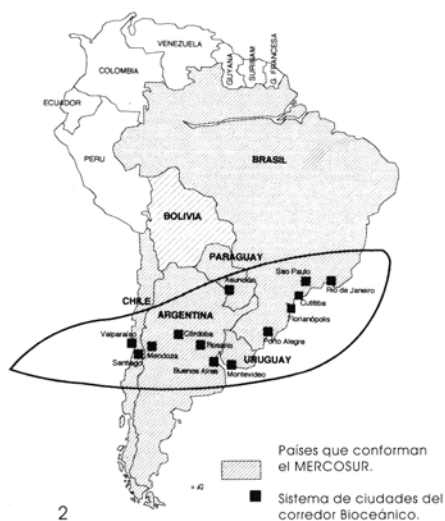 VENEZUELA
GUYANA
SURINAM
G. FRANCESA
COLOMBIA
ECUADOR
PERU
BRASIL
BOLIVIA
PARAGUAY
Asunción
Sao Paulo
Rio de Janeiro
Cutitiba
Florianópolis
CHILE
ARGENTINA
Valparaíso
Córdoba
Porto Alegre
Santiago
Mendoza
Rosario
URUGUAY
Buenos Aires
Montevideo
Países que conforman
el MERCOSUR.
2
Sistema de ciudades del
corredor Bioceánico.